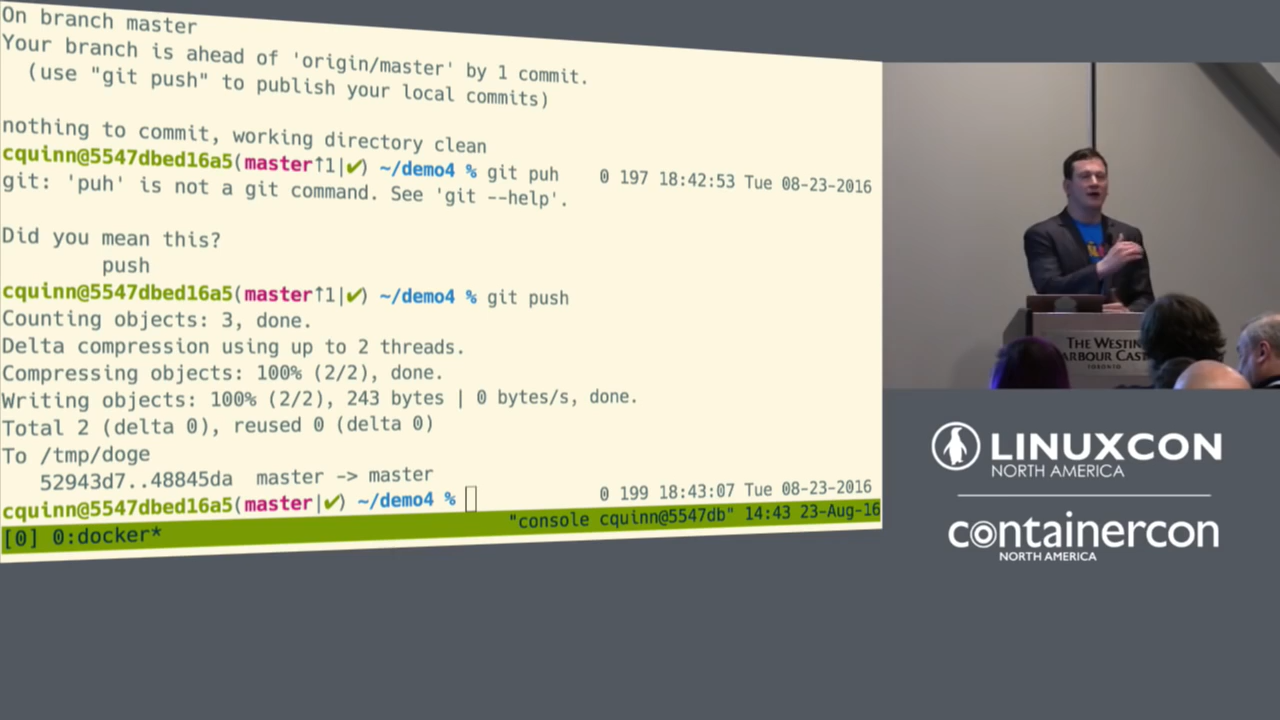 On branch master
Your branch is ahead of 'origin/master' by 1 commit.
(use "git push" to publish your local commits)
nothing to commit, working directory clean
cquinn@5547dbed16a5(master↑1|✔) ~/demo4 % git puh 0 197 18:42:53 Tue 08-23-2016
git: 'puh' is not a git command. See 'git --help'.
Did you mean this?
push
cquinn@5547dbed16a5(master↑1|✔) ~/demo4 % git push
Counting objects: 3, done.
Delta compression using up to 2 threads.
Compressing objects: 100% (2/2), done.
Writing objects: 100% (2/2), 243 bytes | 0 bytes/s, done.
Total 2 (delta 0), reused 0 (delta 0)
To /tmp/doge
52943d7..48845da master -> master
cquinn@5547dbed16a5(master|✔) ~/demo4 % 0 199 18:43:07 Tue 08-23-2016
[0] 0:docker* "console cquinn@5547db" 14:43 23-Aug-16
THE WESTIN
ARBOUR CAST
TORONTO
LINUXCON
NORTH AMERICA
containercon
NORTH AMERICA